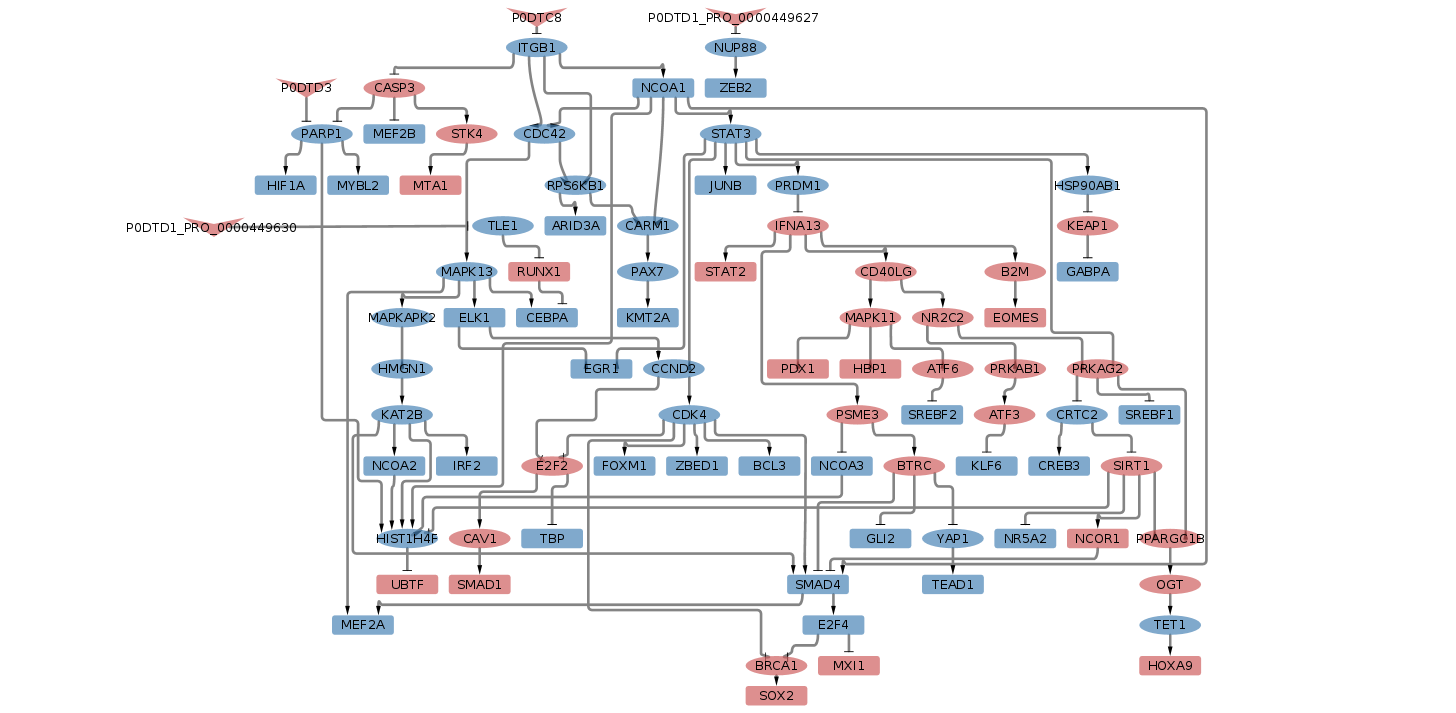 P0DTC8 P0DTD1_PRO_0000449627
ITGB1 NUP88
P0DTD3 CASP3 NCOA1 ZEB2
PARP1 MEF2B STK4 CDC42 STAT3
HIF1A MYBL2 MTA1 RPS6KB1 JUNB PRDM1 HSP90AB1
P0DTD1_PRO_0000449630 TLE1 ARID3A CARM1 IFNA13 KEAP1
MAPK13 RUNX1 PAX7 STAT2 CD40LG B2M GABPA
MAPKAPK2 ELK1 CEBPA KMT2A MAPK11 NR2C2 EOMES
HMGN1 EGR1 CCND2 PDX1 HBP1 ATF6 PRKAB1 PRKAG2
KAT2B CDK4 PSME3 SREBF2 ATF3 CRTC2 SREBF1
NCOA2 IRF2 E2F2 FOXM1 ZBED1 BCL3 NCOA3 BTRC KLF6 CREB3 SIRT1
HIST1H4F CAV1 TBP GLI2 YAP1 NR5A2 NCOR1 PPARGC1B
UBTF SMAD1 SMAD4 TEAD1 OGT
MEF2A E2F4 TET1
BRCA1 MXI1 HOXA9
SOX2